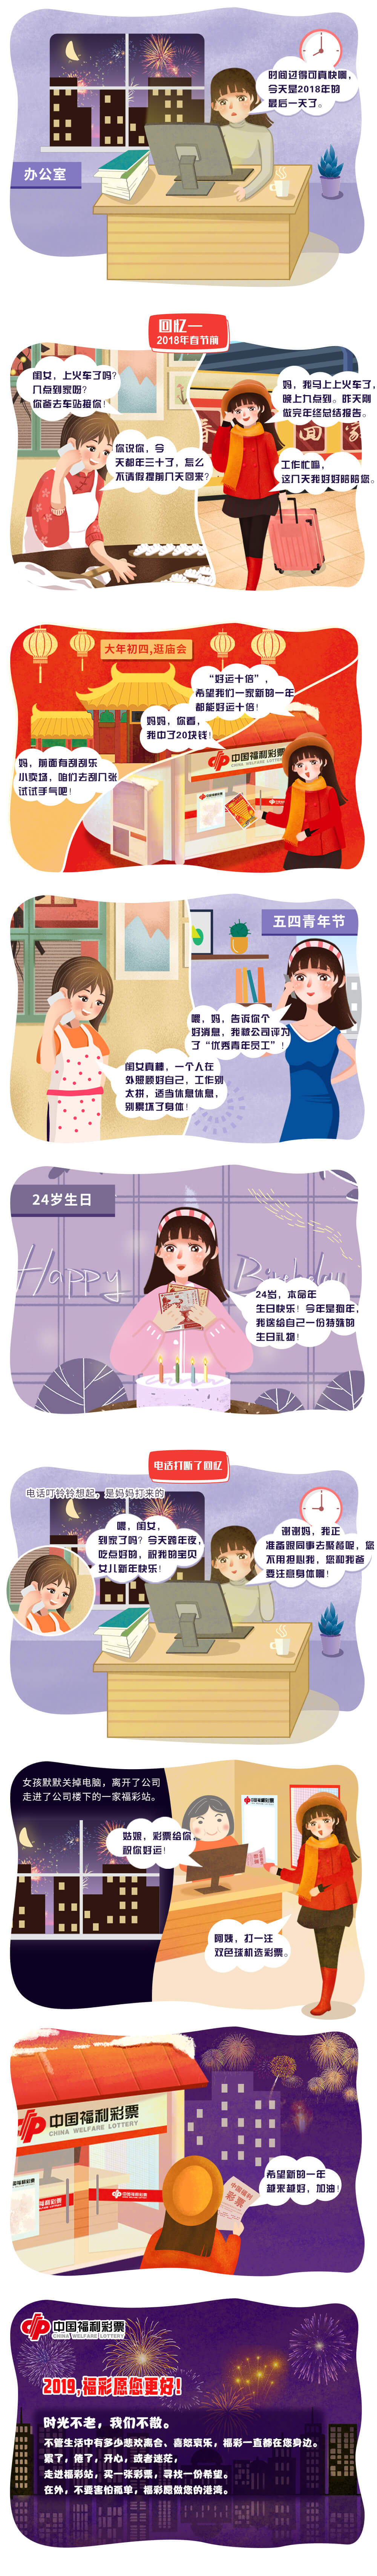 时间过得可真快啊，
今天是2018年的
最后一天了。
办公室
回忆一
2018年春节前
闺女，上火车了吗？
几点到家呀？
你爸去车站接你！
妈，我马上上火车了，
晚上九点到。昨天刚
做完年终总结报告。
你说你，今
天都年三十了，怎么
不请假提前几天回来？
工作忙嘛，
这几天我好好陪陪您。
大年初四,逛庙会
“好运十倍”，
希望我们一家新的一年
都能好运十倍！
妈妈，你看，
我中了20块钱！
妈，前面有刮刮乐
小卖场，咱们去刮几张
试试手气吧！
中国福利彩票
CHINA WELFARE LOTTERY
五四青年节
喂，妈，告诉你个
好消息，我被公司评为
了“优秀青年员工”！
闺女真棒，一个人在
外照顾好自己，工作别
太拼，适当休息休息，
别累坏了身体！
24岁生日
Happy Birthday
24岁，本命年
生日快乐！今年是狗年，
我送给自己一份特殊的
生日礼物！
电话打断了回忆
电话叮铃铃想起，是妈妈打来的
喂，闺女，
到家了吗？今天跨年夜，
吃点好的，祝我的宝贝
女儿新年快乐！
谢谢妈，我正
准备跟同事去聚餐呢，您
不用担心我，您和我爸
要注意身体啊！
女孩默默关掉电脑，离开了公司
走进了公司楼下的一家福彩站。
中国福利彩票
姑娘，彩票给你，
祝你好运！
阿姨，打一注
双色球机选彩票。
中国福利彩票
CHINA WELFARE LOTTERY
中国福利彩票
彩票
希望新的一年
越来越好，加油！
中国福利彩票
CHINA WELFARE LOTTERY
2019,福彩愿您更好！
时光不老，我们不散。
不管生活中有多少悲欢离合、喜怒哀乐，福彩一直都在您身边。
累了，倦了，开心，或者迷茫，
走进福彩站，买一张彩票，寻找一份希望。
在外，不要害怕孤单，福彩愿做您的港湾。